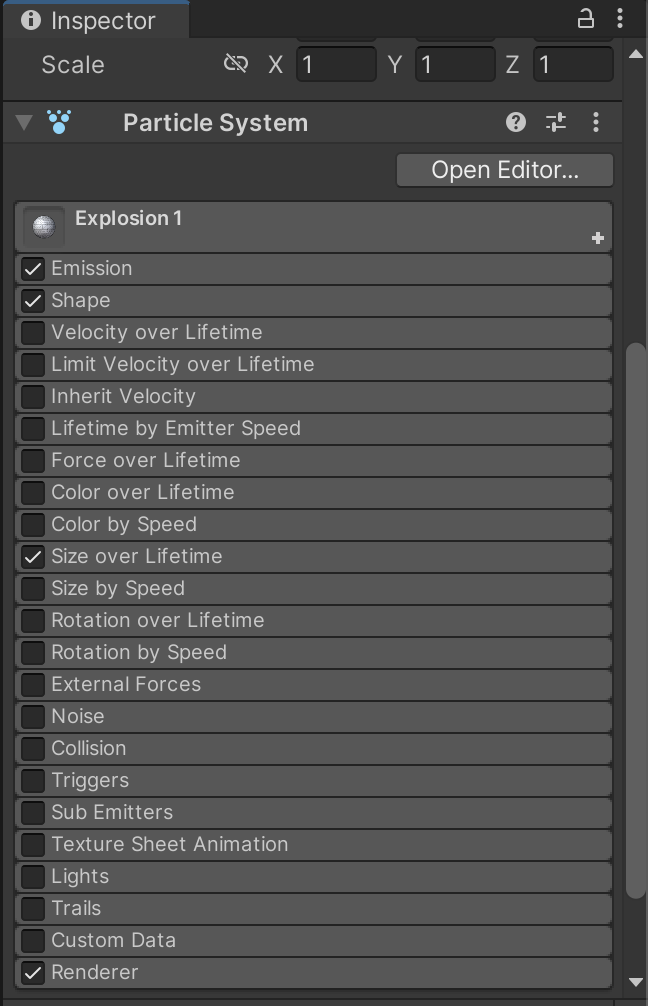 Inspector
Scale X 1 Y 1 Z 1
Particle System
Open Editor...
Explosion 1
Emission
Shape
Velocity over Lifetime
Limit Velocity over Lifetime
Inherit Velocity
Lifetime by Emitter Speed
Force over Lifetime
Color over Lifetime
Color by Speed
Size over Lifetime
Size by Speed
Rotation over Lifetime
Rotation by Speed
External Forces
Noise
Collision
Triggers
Sub Emitters
Texture Sheet Animation
Lights
Trails
Custom Data
Renderer